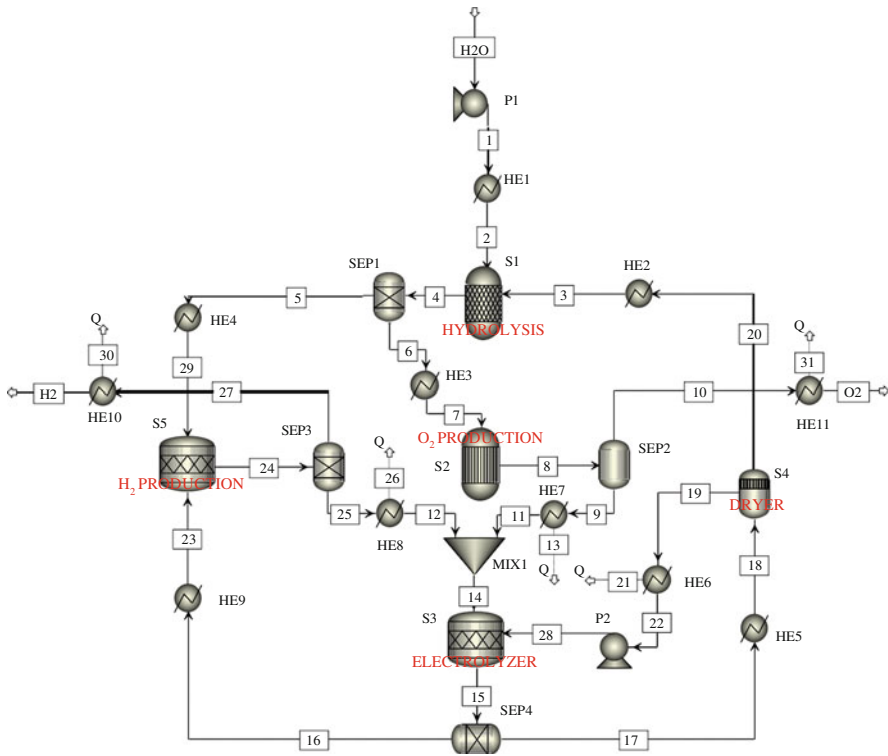 H2O
P1
1
HE1
2
SEP1
S1
HE2
5
4
3
HYDROLYSIS
Q
HE4
20
Q
30
6
HE3
31
29
H2
27
10
O2
HE10
7
HE11
S5
SEP3
O₂ PRODUCTION
SEP2
24
Q
S2
8
S4
H₂ PRODUCTION
26
HE7
19
DRYER
25
12
11
9
HE8
23
MIX1
13
18
Q
Q
21
HE6
HE9
14
P2
22
S3
28
HE5
ELECTROLYZER
15
SEP4
16
17